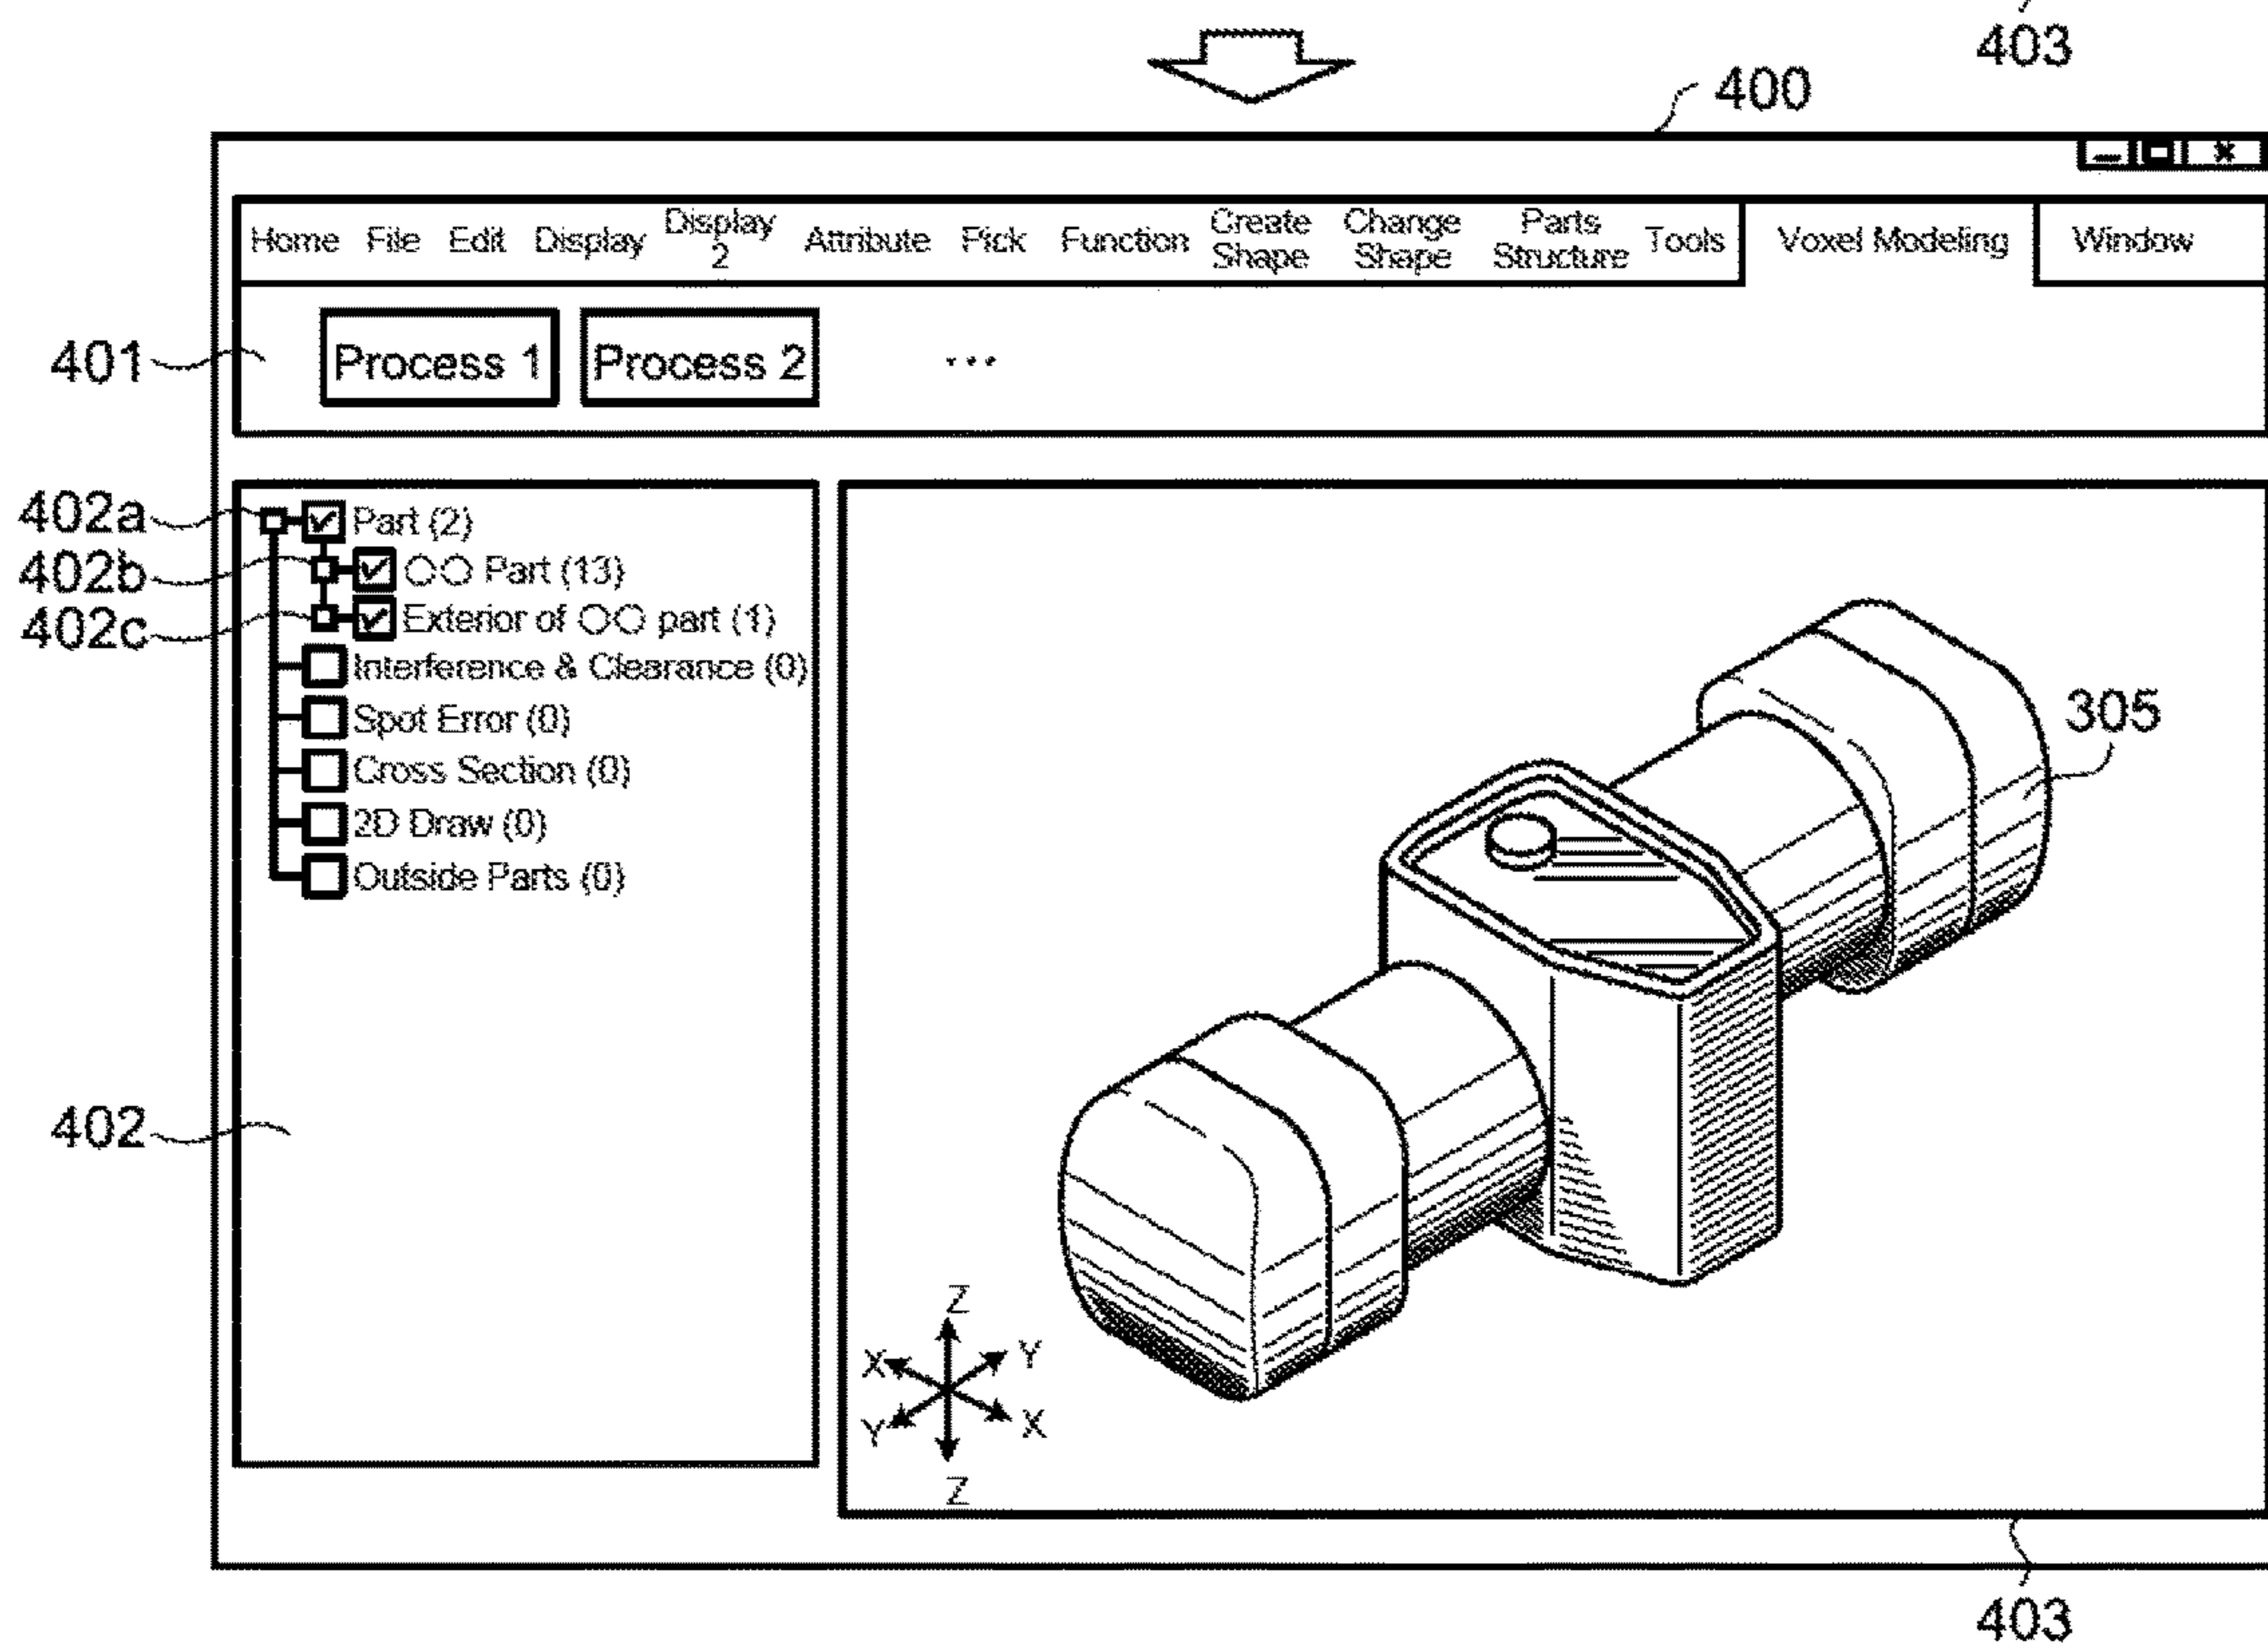 403
400
Home File Edit Display Display 2 Attribute Pick Function Create Shape Change Shape Parts Structure Tools Voxel Modeling Window
401 Process 1 Process 2 ...
402a Part (2)
402b ○○ Part (13)
402c Exterior of ○○ part (1)
Interference & Clearance (0)
Spot Error (0)
Cross Section (0)
2D Draw (0)
Outside Parts (0)
305
402
Z
X Y
Y X
Z
403